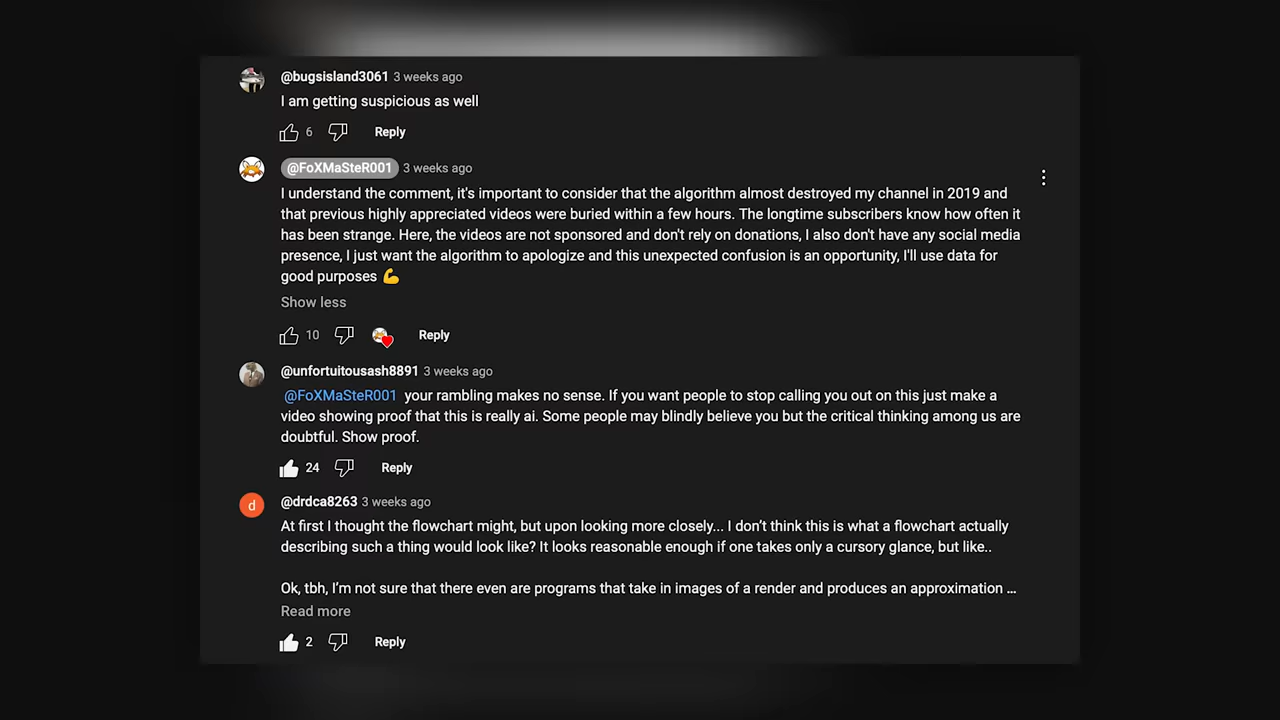 @bugsisland3061 3 weeks ago
I am getting suspicious as well
6 Reply
@FoXMaSteR001 3 weeks ago
I understand the comment, it's important to consider that the algorithm almost destroyed my channel in 2019 and
that previous highly appreciated videos were buried within a few hours. The longtime subscribers know how often it
has been strange. Here, the videos are not sponsored and don't rely on donations, I also don't have any social media
presence, I just want the algorithm to apologize and this unexpected confusion is an opportunity, I'll use data for
good purposes 💪
Show less
10 Reply
@unfortuitousash8891 3 weeks ago
@FoXMaSteR001 your rambling makes no sense. If you want people to stop calling you out on this just make a
video showing proof that this is really ai. Some people may blindly believe you but the critical thinking among us are
doubtful. Show proof.
24 Reply
d
@drdca8263 3 weeks ago
At first I thought the flowchart might, but upon looking more closely... I don’t think this is what a flowchart actually
describing such a thing would look like? It looks reasonable enough if one takes only a cursory glance, but like..
Ok, tbh, I’m not sure that there even are programs that take in images of a render and produces an approximation ...
Read more
2 Reply